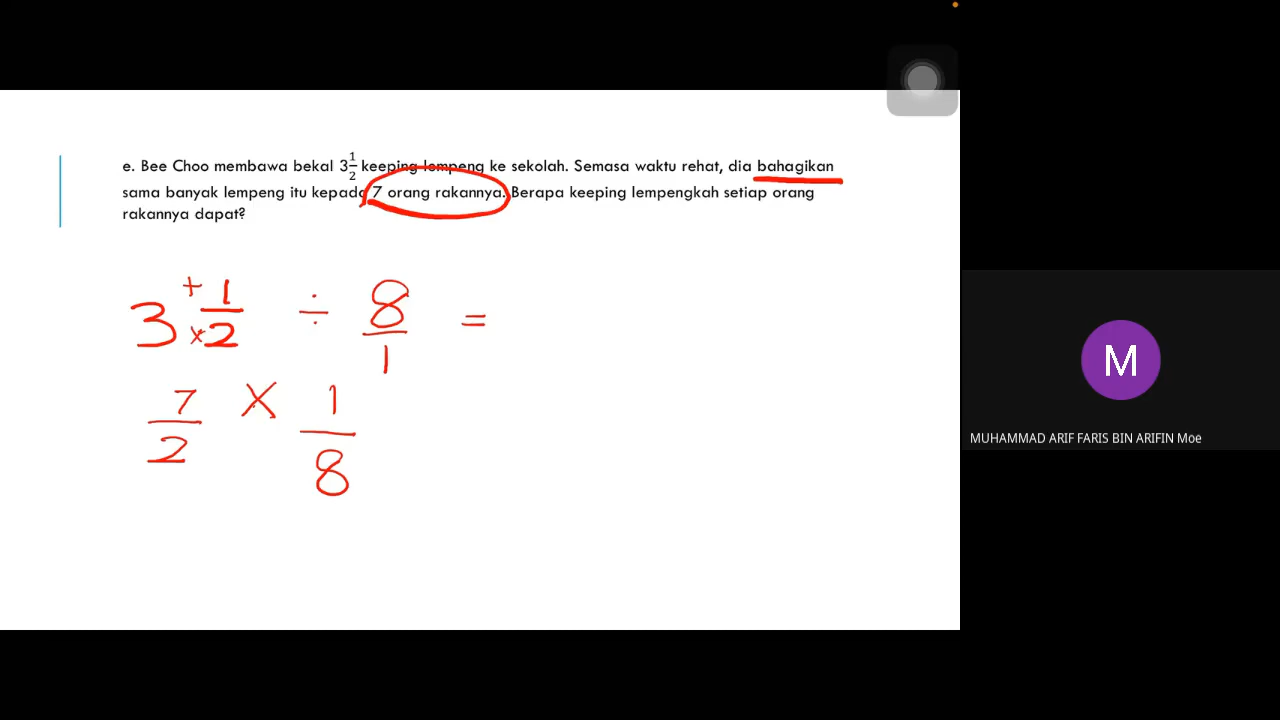 e. Bee Choo membawa bekal 3 1/2 keeping lempeng ke sekolah. Semasa waktu rehat, dia bahagikan
sama banyak lempeng itu kepada 7 orang rakannya. Berapa keeping lempengkah setiap orang
rakannya dapat?
3 + 1/× 2 ÷ 8/1 =
7/2 × 1/8
M
MUHAMMAD ARIF FARIS BIN ARIFIN Moe